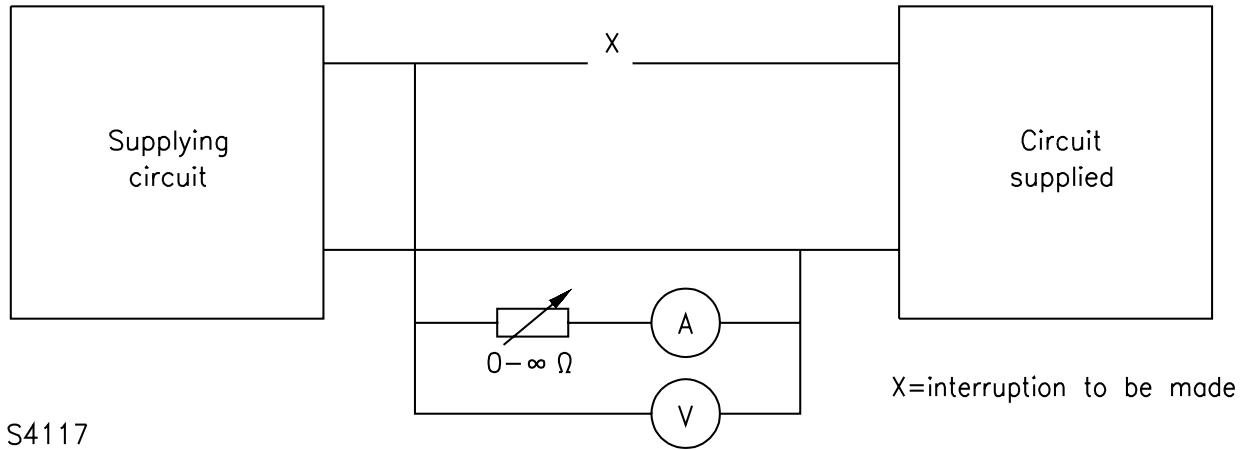 X
Supplying
circuit
Circuit
supplied
A
0–∞ Ω
X=interruption to be made
V
S4117